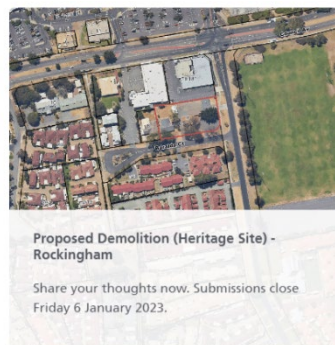 Proposed Demolition (Heritage Site) -
Rockingham
Share your thoughts now. Submissions close
Friday 6 January 2023.